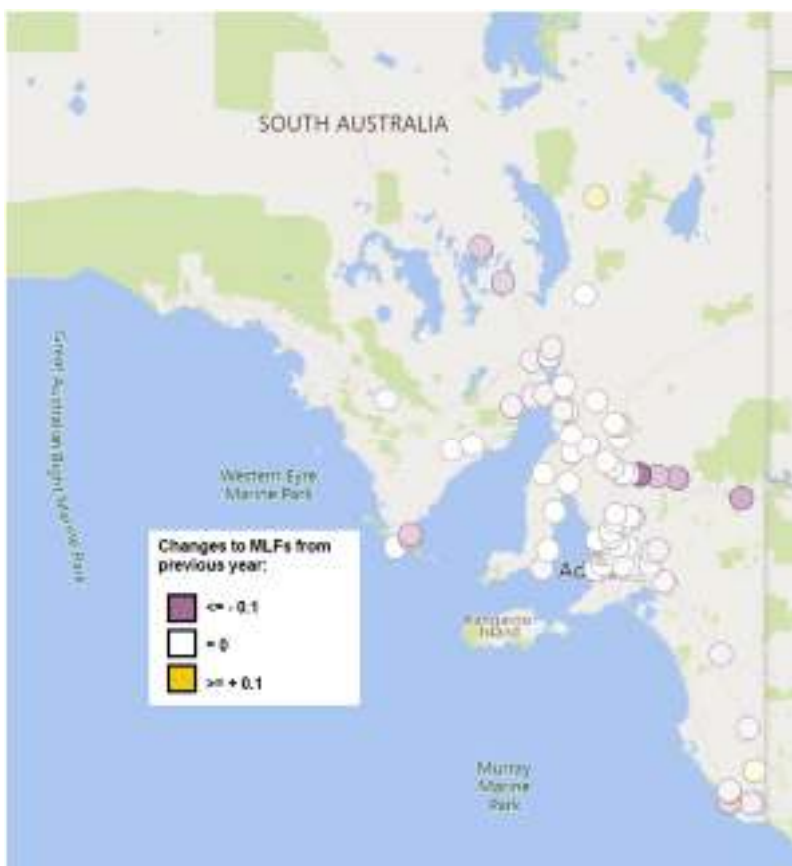 SOUTH AUSTRALIA
Great Australian Bight Marine Park
Western Eyre
Marine Park
Changes to MLFs from
previous year:
<= - 0.1
= 0
>= + 0.1
Ad
Kangaroo
Island
Murray
Marine
Park